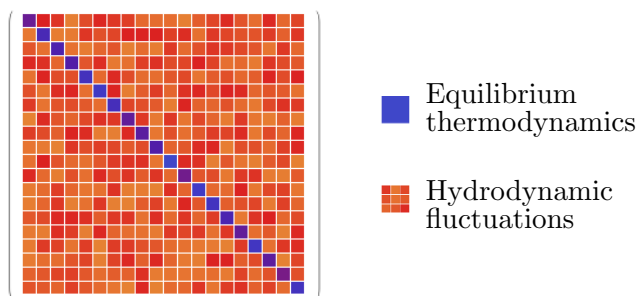 Equilibrium
thermodynamics
Hydrodynamic
fluctuations